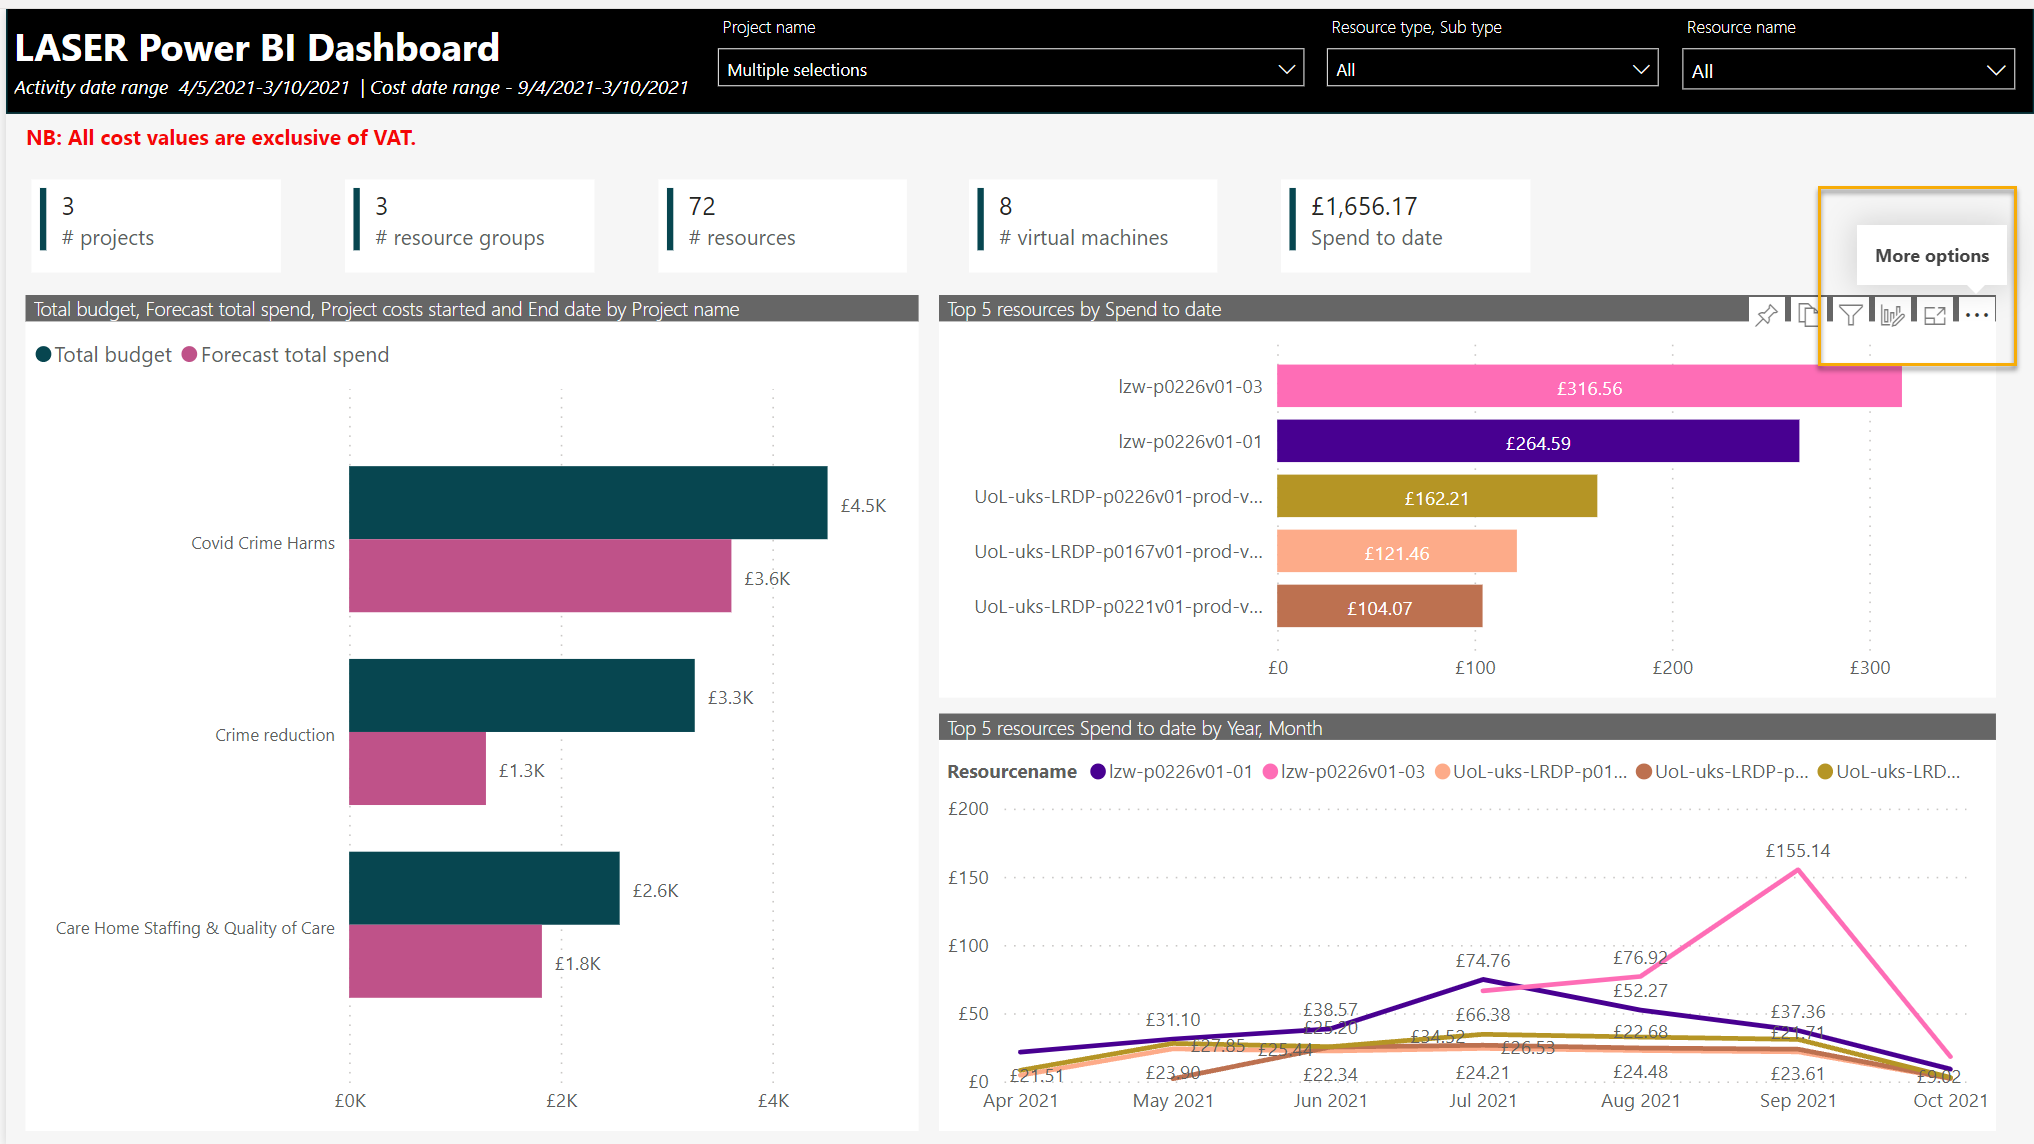 LASER Power BI Dashboard
Activity date range 4/5/2021-3/10/2021 | Cost date range - 9/4/2021-3/10/2021
Project name
Multiple selections
Resource type, Sub type
All
Resource name
All
NB: All cost values are exclusive of VAT.
3
# projects
3
# resource groups
72
# resources
8
# virtual machines
£1,656.17
Spend to date
More options
Total budget, Forecast total spend, Project costs started and End date by Project name
Total budget Forecast total spend
Covid Crime Harms
£4.5K
£3.6K
Crime reduction
£3.3K
£1.3K
Care Home Staffing & Quality of Care
£2.6K
£1.8K
£0K £2K £4K
Top 5 resources by Spend to date
lzw-p0226v01-03 £316.56
lzw-p0226v01-01 £264.59
UoL-uks-LRDP-p0226v01-prod-v... £162.21
UoL-uks-LRDP-p0167v01-prod-v... £121.46
UoL-uks-LRDP-p0221v01-prod-v... £104.07
£0 £100 £200 £300
Top 5 resources Spend to date by Year, Month
Resourcename lzw-p0226v01-01 lzw-p0226v01-03 UoL-uks-LRDP-p01... UoL-uks-LRDP-p... UoL-uks-LRD...
£200
£155.14
£150
£100
£74.76 £76.92
£52.27
£50
£31.10 £38.57 £66.38 £37.36
£25.20 £34.52 £22.68 £21.71
£27.85 £25.44 £26.53
£0 £21.51 £23.90 £22.34 £24.21 £24.48 £23.61 £9.02
Apr 2021 May 2021 Jun 2021 Jul 2021 Aug 2021 Sep 2021 Oct 2021